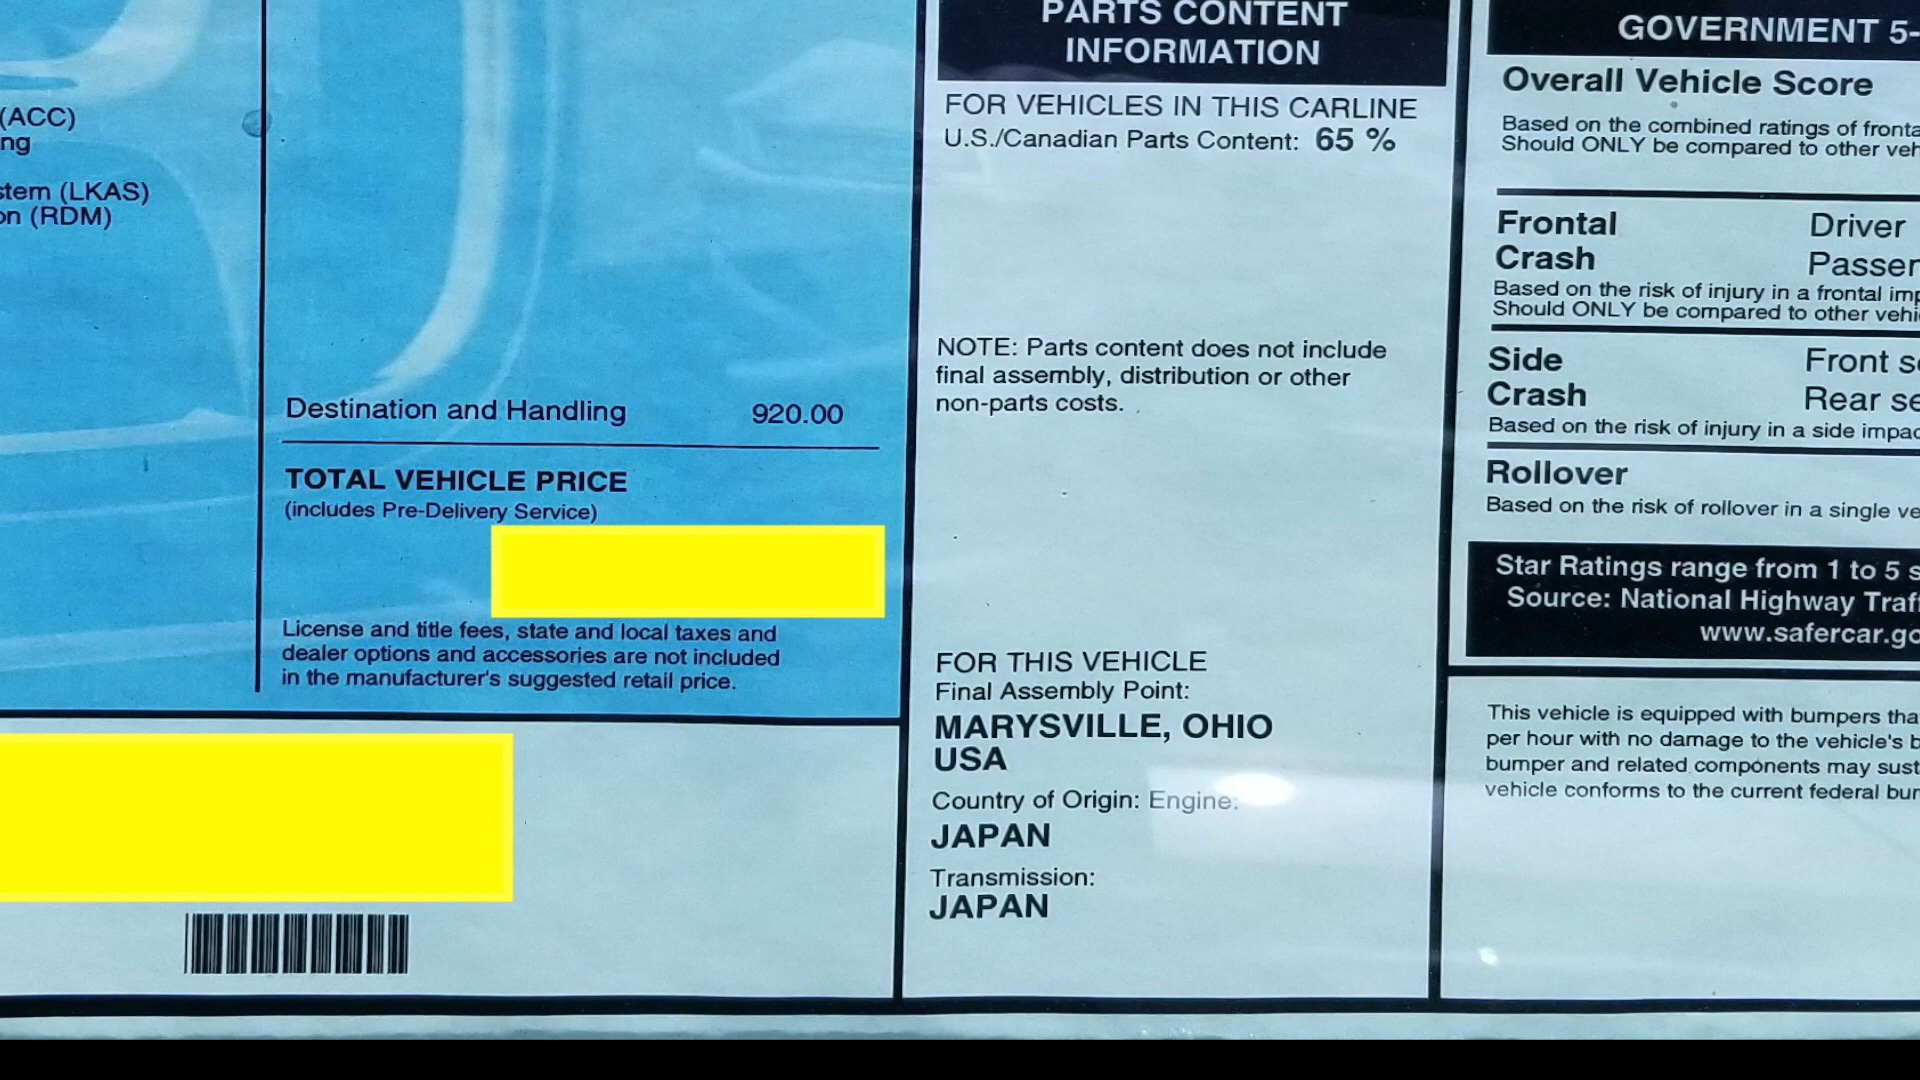 (ACC)
ng
stem (LKAS)
on (RDM)
Destination and Handling 920.00
TOTAL VEHICLE PRICE
(includes Pre-Delivery Service)
License and title fees, state and local taxes and
dealer options and accessories are not included
in the manufacturer's suggested retail price.
PARTS CONTENT
INFORMATION
FOR VEHICLES IN THIS CARLINE
U.S./Canadian Parts Content: 65 %
NOTE: Parts content does not include
final assembly, distribution or other
non-parts costs.
FOR THIS VEHICLE
Final Assembly Point:
MARYSVILLE, OHIO
USA
Country of Origin: Engine:
JAPAN
Transmission:
JAPAN
GOVERNMENT 5-
Overall Vehicle Score
Based on the combined ratings of fronta
Should ONLY be compared to other veh
Frontal Driver
Crash Passen
Based on the risk of injury in a frontal imp
Should ONLY be compared to other vehi
Side Front se
Crash Rear se
Based on the risk of injury in a side impac
Rollover
Based on the risk of rollover in a single ve
Star Ratings range from 1 to 5 s
Source: National Highway Traf
www.safercar.go
This vehicle is equipped with bumpers tha
per hour with no damage to the vehicle's b
bumper and related components may sust
vehicle conforms to the current federal bum